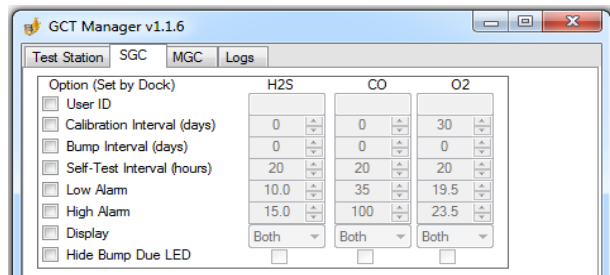 GCT Manager v1.1.6
Test Station SGC MGC Logs
Option (Set by Dock) H2S CO O2
User ID
Calibration Interval (days) 0 0 30
Bump Interval (days) 0 0 0
Self-Test Interval (hours) 20 20 20
Low Alarm 10.0 35 19.5
High Alarm 15.0 100 23.5
Display Both Both Both
Hide Bump Due LED